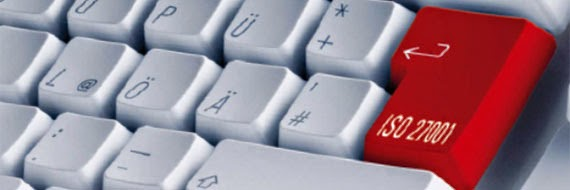 P Ü * +
L @ Ö Ä ' #
: . _ -
ISO 27001